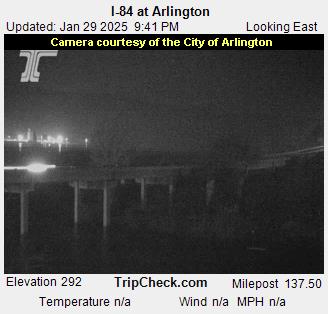 I-84 at Arlington
Updated: Jan 29 2025 9:41 PM Looking East
Camera courtesy of the City of Arlington
Elevation 292 TripCheck.com Milepost 137.50
Temperature n/a Wind n/a MPH n/a